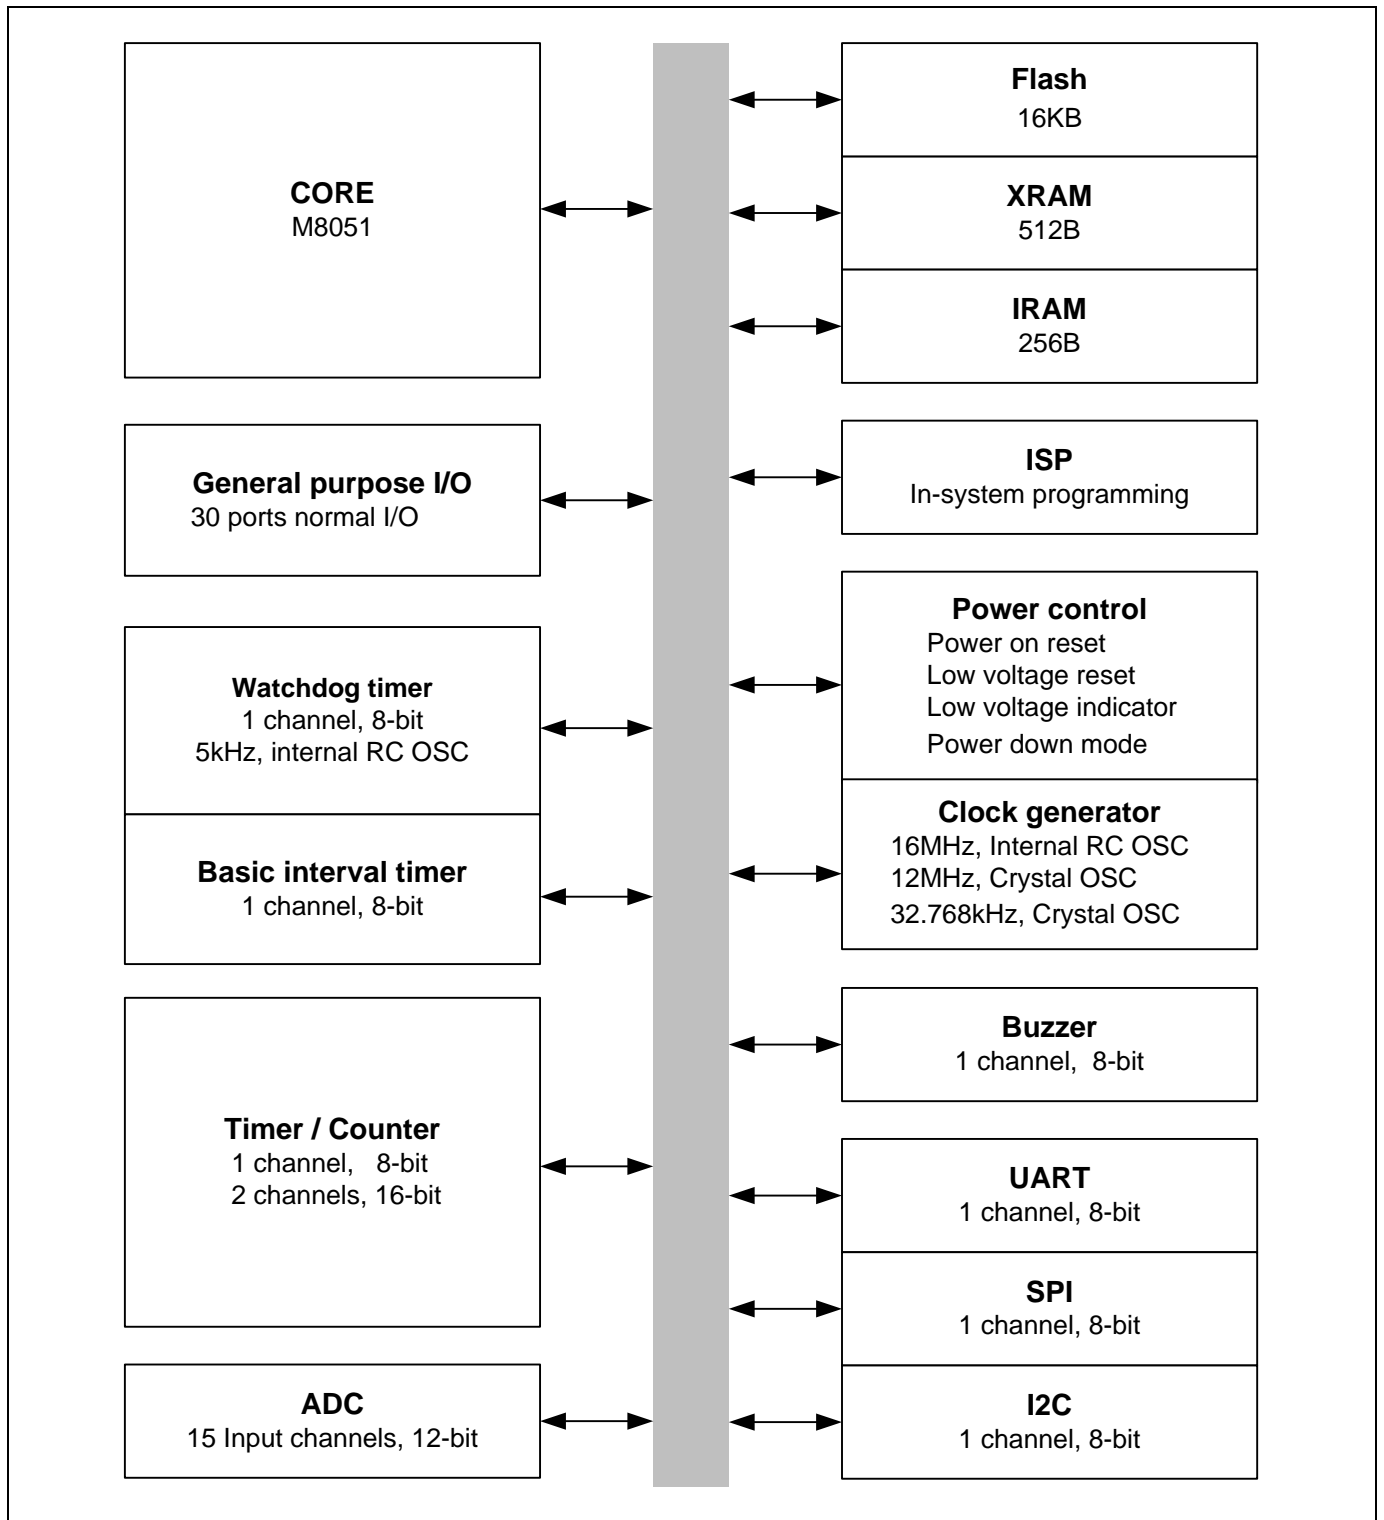 CORE
M8051
General purpose I/O
30 ports normal I/O
Watchdog timer
1 channel, 8-bit
5kHz, internal RC OSC
Basic interval timer
1 channel, 8-bit
Timer / Counter
1 channel, 8-bit
2 channels, 16-bit
ADC
15 Input channels, 12-bit
Flash
16KB
XRAM
512B
IRAM
256B
ISP
In-system programming
Power control
Power on reset
Low voltage reset
Low voltage indicator
Power down mode
Clock generator
16MHz, Internal RC OSC
12MHz, Crystal OSC
32.768kHz, Crystal OSC
Buzzer
1 channel, 8-bit
UART
1 channel, 8-bit
SPI
1 channel, 8-bit
I2C
1 channel, 8-bit